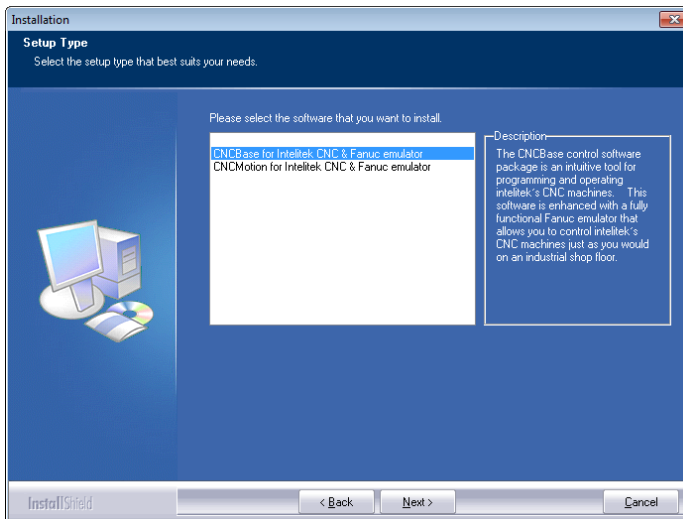 Installation
Setup Type
Select the setup type that best suits your needs.
Please select the software that you want to install.
CNCBase for Intelitek CNC & Fanuc emulator
CNCMotion for Intelitek CNC & Fanuc emulator
Description
The CNCBase control software
package is an intuitive tool for
programming and operating
intelitek's CNC machines. This
software is enhanced with a fully
functional Fanuc emulator that
allows you to control intelitek's
CNC machines just as you would
on an industrial shop floor.
InstallShield
< Back
Next >
Cancel